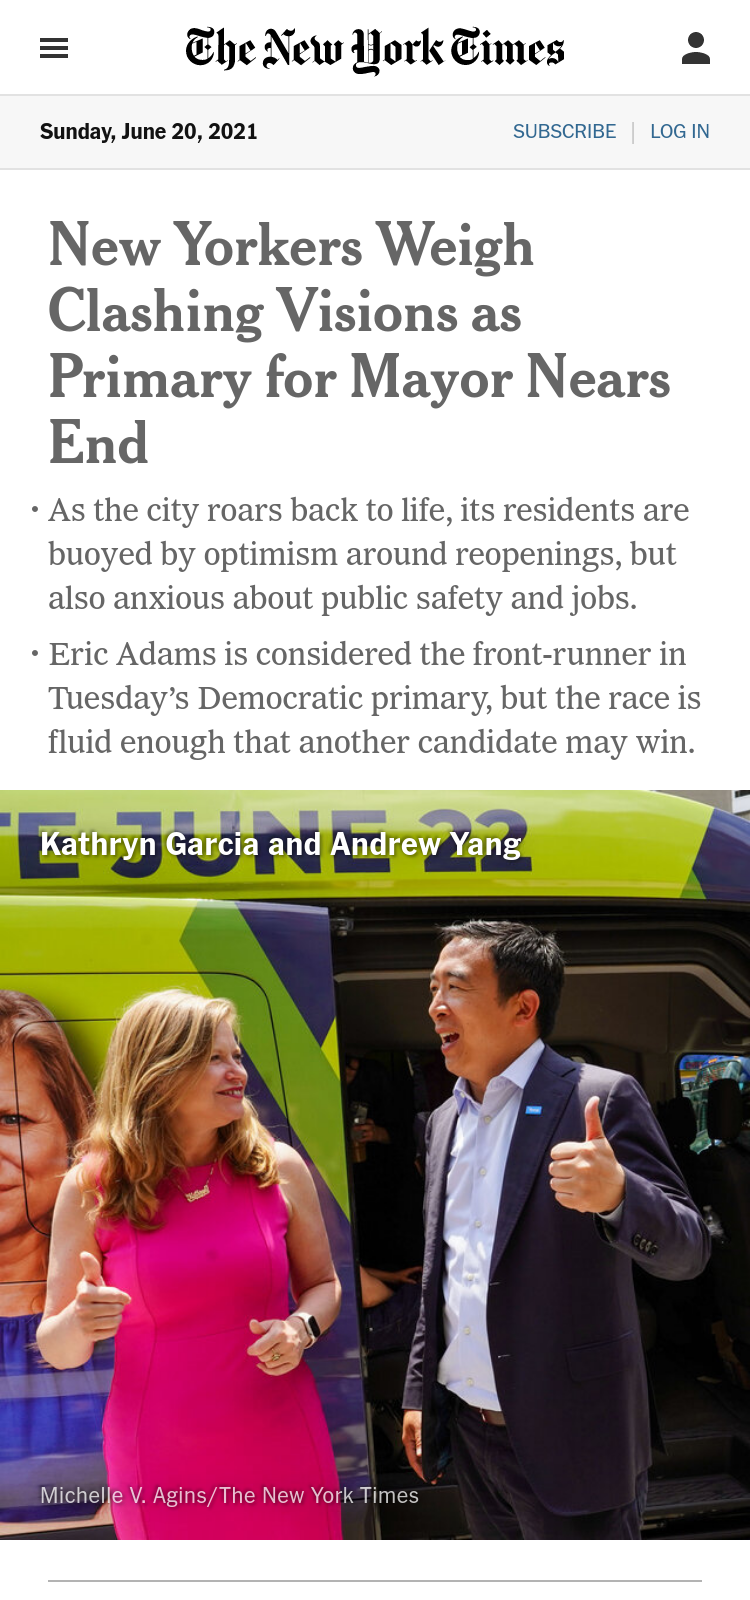 The New York Times
Sunday, June 20, 2021
SUBSCRIBE | LOG IN
New Yorkers Weigh
Clashing Visions as
Primary for Mayor Nears
End
• As the city roars back to life, its residents are
buoyed by optimism around reopenings, but
also anxious about public safety and jobs.
• Eric Adams is considered the front-runner in
Tuesday’s Democratic primary, but the race is
fluid enough that another candidate may win.
TE JUNE 22
Kathryn Garcia and Andrew Yang
Michelle V. Agins/The New York Times